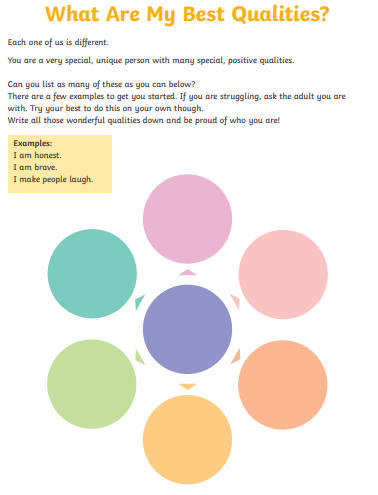 What Are My Best Qualities?
Each one of us is different.
You are a very special, unique person with many special, positive qualities.
Can you list as many of these as you can below?
There are a few examples to get you started. If you are struggling, ask the adult you are
with. Try your best to do this on your own though.
Write all those wonderful qualities down and be proud of who you are!
Examples:
I am honest.
I am brave.
I make people laugh.